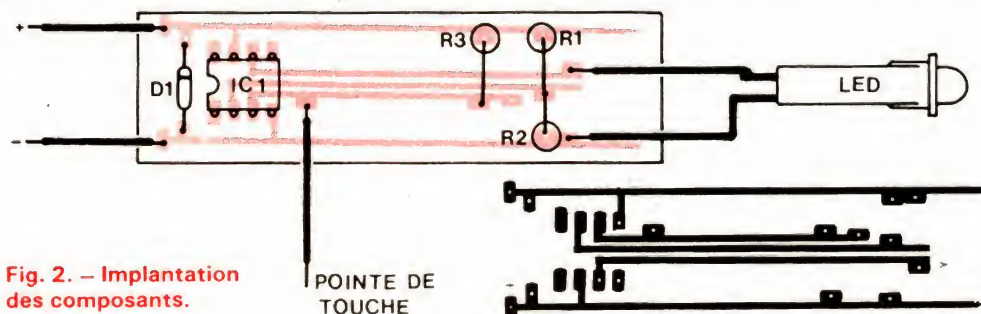 +
R3
R1
D1
IC1
LED
R2
−
Fig. 2. – Implantation
des composants.
POINTE DE
TOUCHE